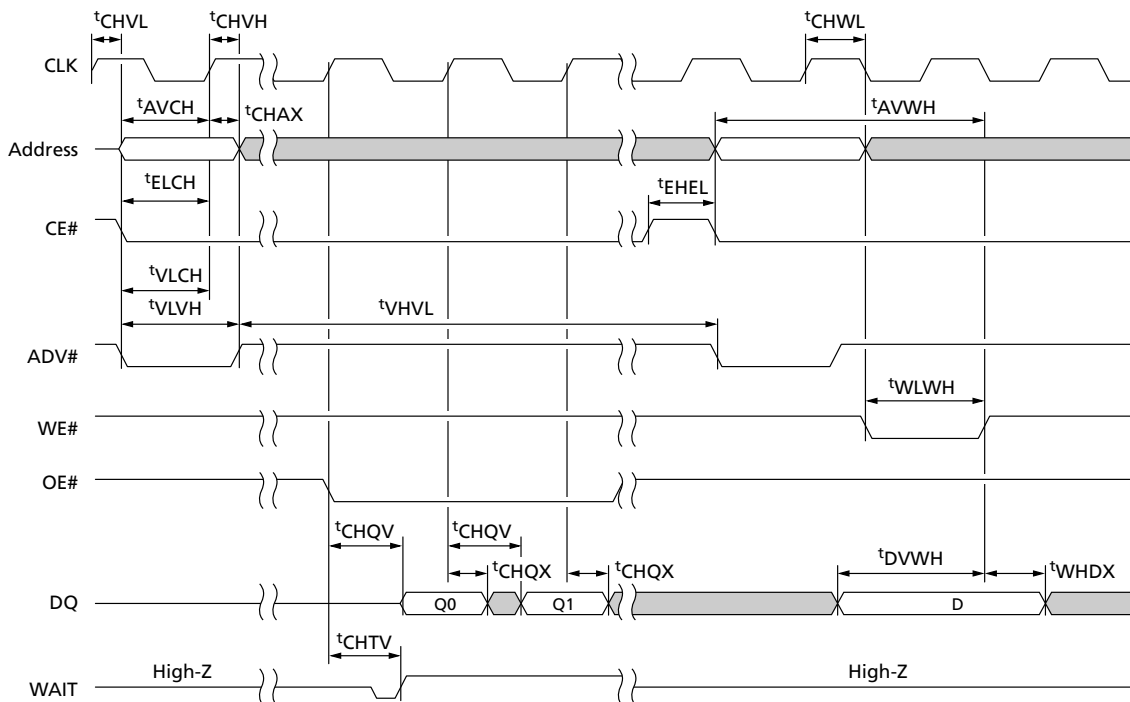 tCHVL tCHVH tCHWL
CLK
tAVCH tCHAX tAVWH
Address
tELCH tEHEL
CE#
tVLCH
tVLVH tVHVL
ADV#
tWLWH
WE#
OE#
tCHQV tCHQV tDVWH
tCHQX tCHQX tWHDX
DQ Q0 Q1 D
tCHTV
High-Z High-Z
WAIT